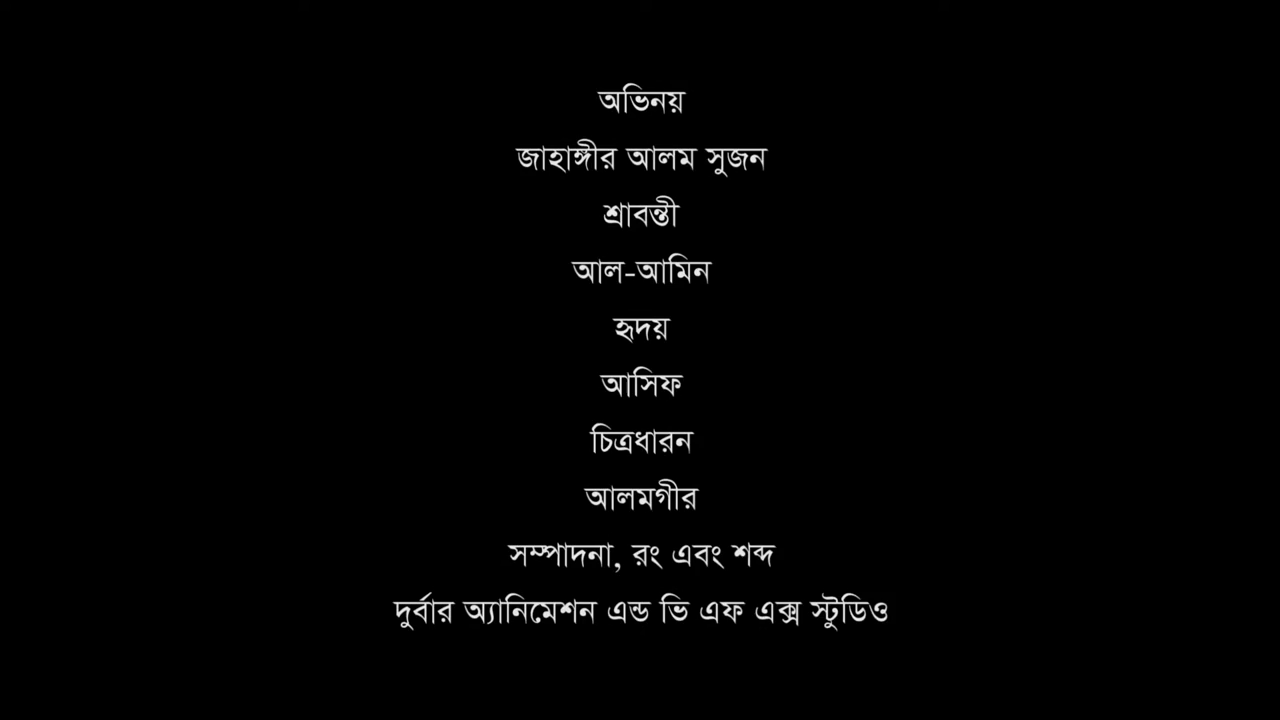 অভিনয়
জাহাঙ্গীর আলম সুজন
শ্রাবন্তী
আল-আমিন
হৃদয়
আসিফ
চিত্রধারন
আলমগীর
সম্পাদনা, রং এবং শব্দ
দুর্বার অ্যানিমেশন এন্ড ভি এফ এক্স স্টুডিও